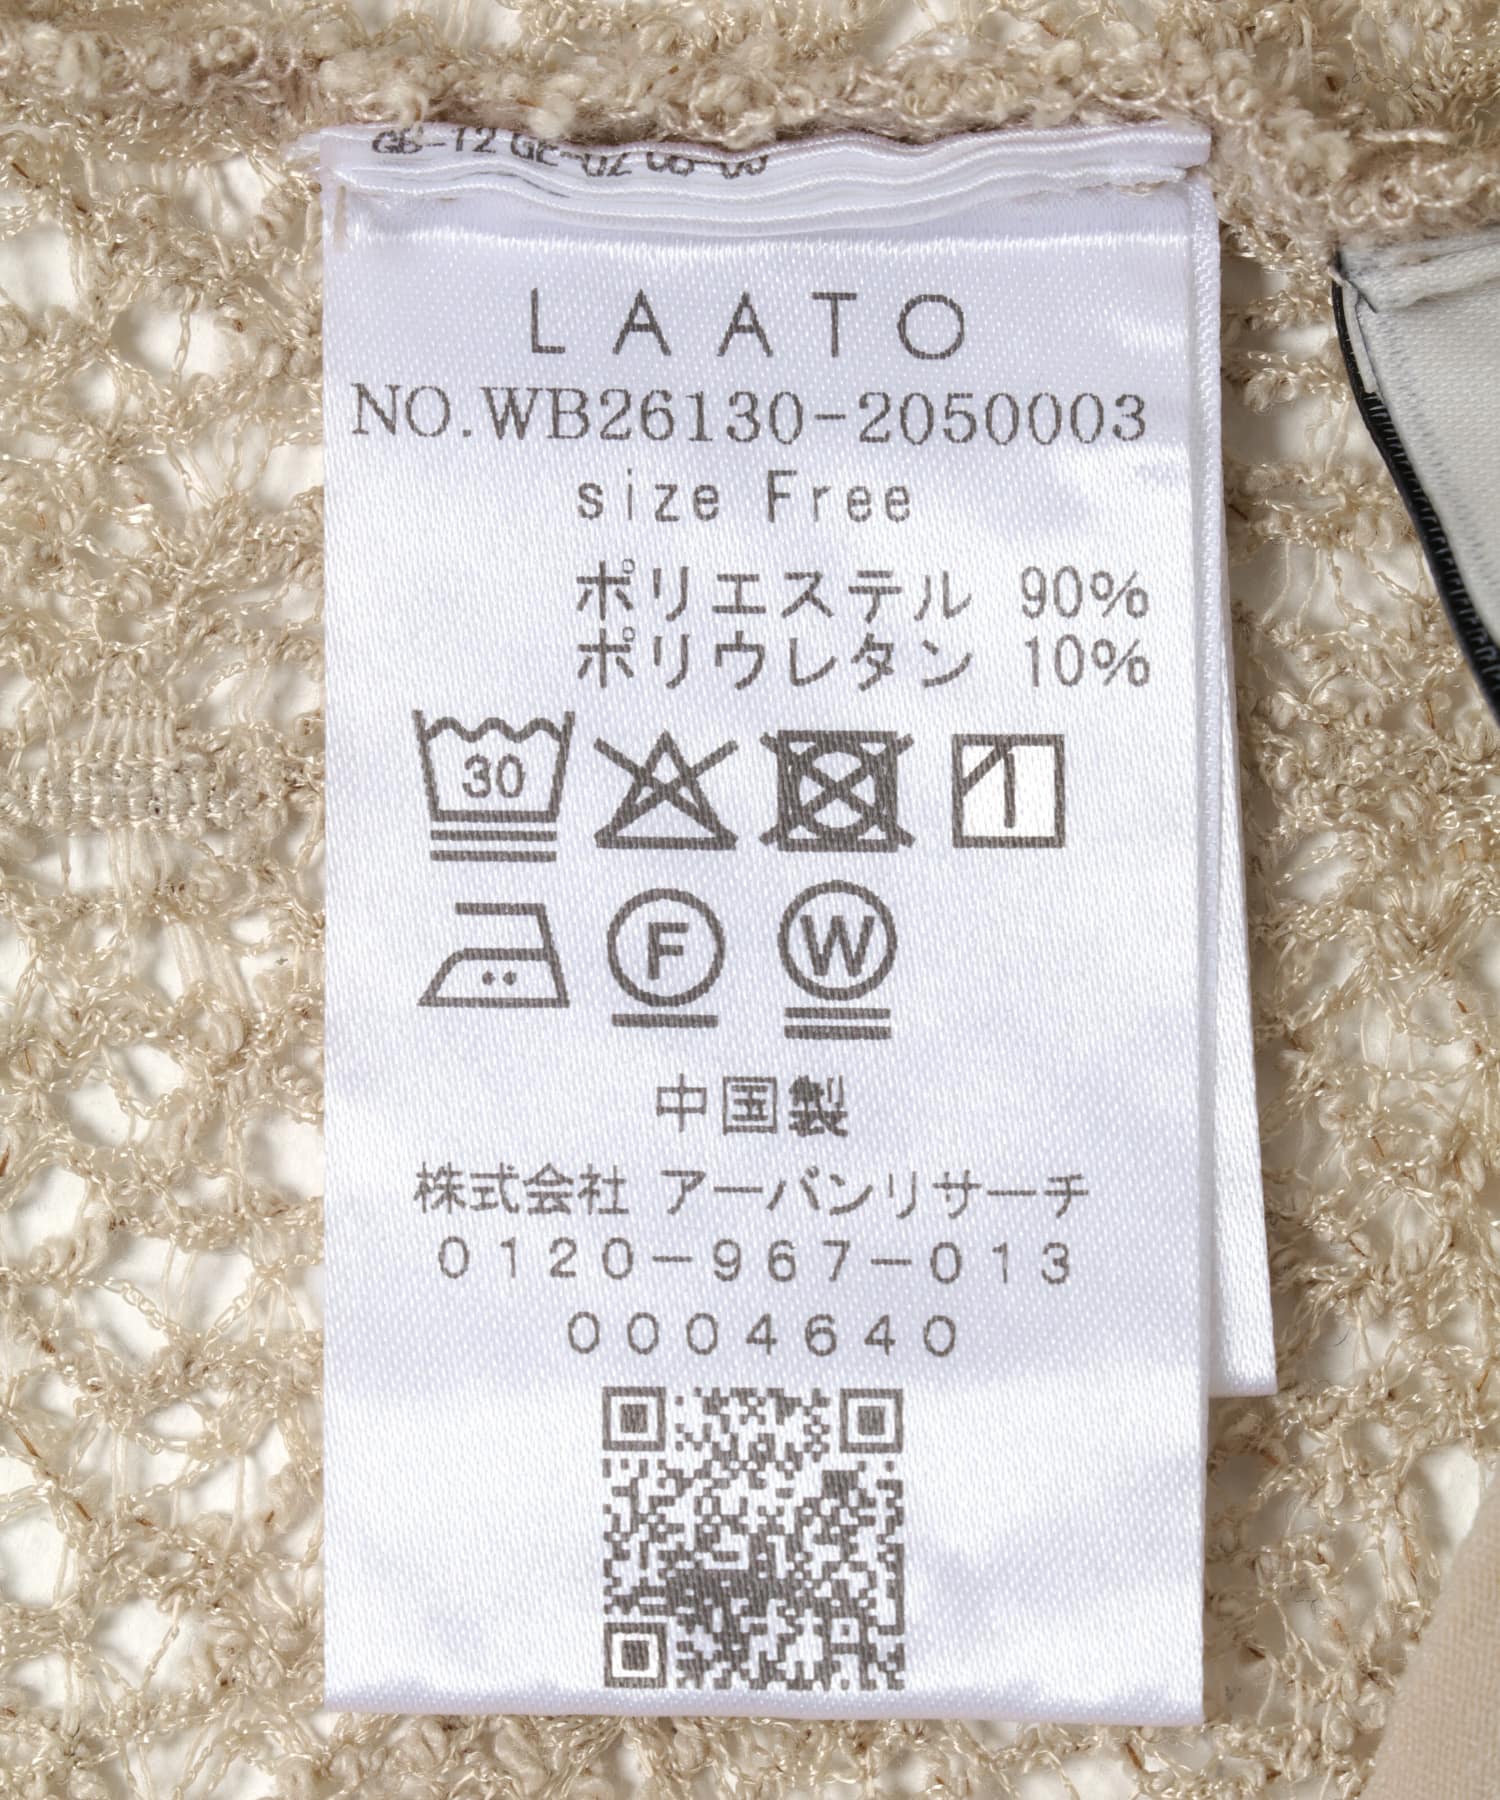 LAATO
NO.WB26130-2050003
size Free
ポリエステル 90%
ポリウレタン 10%
30
F W
中国製
株式会社 アーバンリサーチ
0120-967-013
0004640